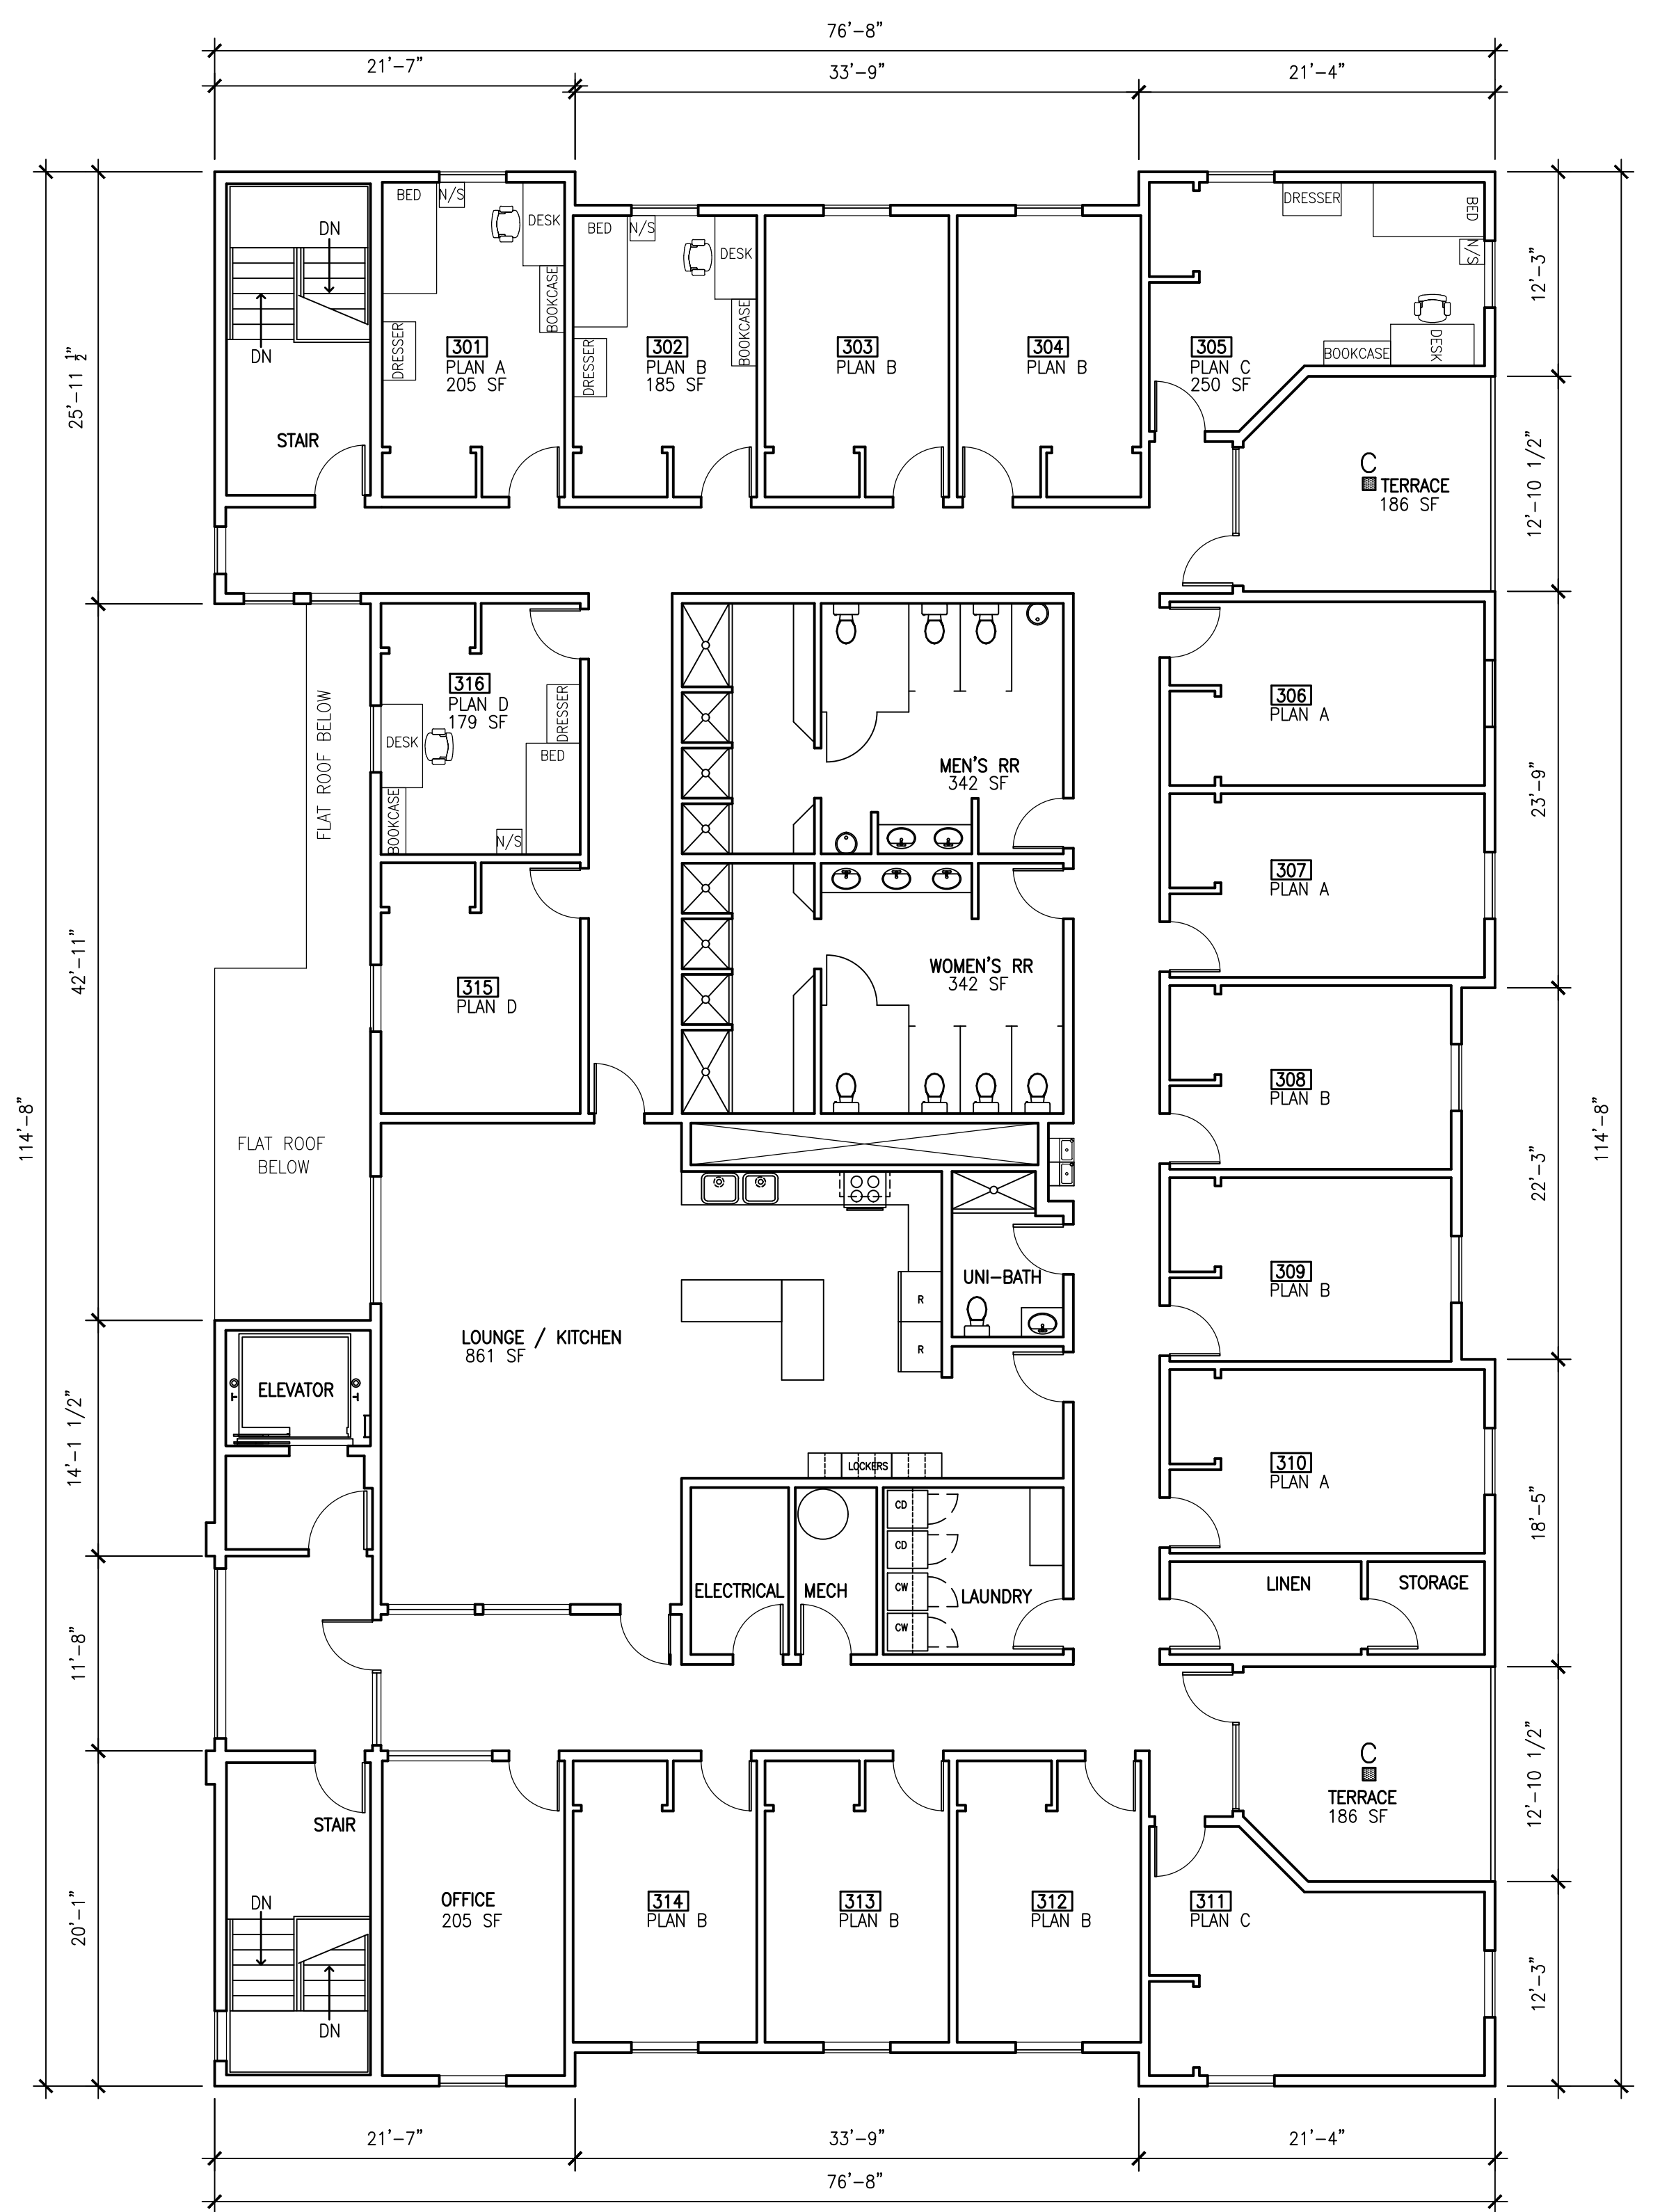 76'-8"
21'-7"
33'-9"
21'-4"
BED
N/S
DESK
BOOKCASE
DRESSER
301
PLAN A
205 SF
BED
N/S
DESK
BOOKCASE
DRESSER
302
PLAN B
185 SF
303
PLAN B
304
PLAN B
305
PLAN C
250 SF
DRESSER
BED
N/S
BOOKCASE
DESK
DN
DN
STAIR
25'-11 1/2"
12'-3"
12'-10 1/2"
C
TERRACE
186 SF
316
PLAN D
179 SF
DESK
DRESSER
BED
BOOKCASE
N/S
FLAT ROOF BELOW
MEN'S RR
342 SF
306
PLAN A
23'-9"
307
PLAN A
42'-11"
315
PLAN D
WOMEN'S RR
342 SF
308
PLAN B
114'-8"
114'-8"
FLAT ROOF
BELOW
22'-3"
UNI-BATH
309
PLAN B
R
R
LOUNGE / KITCHEN
861 SF
ELEVATOR
14'-1 1/2"
LOCKERS
310
PLAN A
18'-5"
CD
CD
CW
CW
ELECTRICAL
MECH
LAUNDRY
LINEN
STORAGE
11'-8"
C
TERRACE
186 SF
12'-10 1/2"
STAIR
DN
DN
OFFICE
205 SF
314
PLAN B
313
PLAN B
312
PLAN B
311
PLAN C
20'-1"
12'-3"
21'-7"
33'-9"
21'-4"
76'-8"